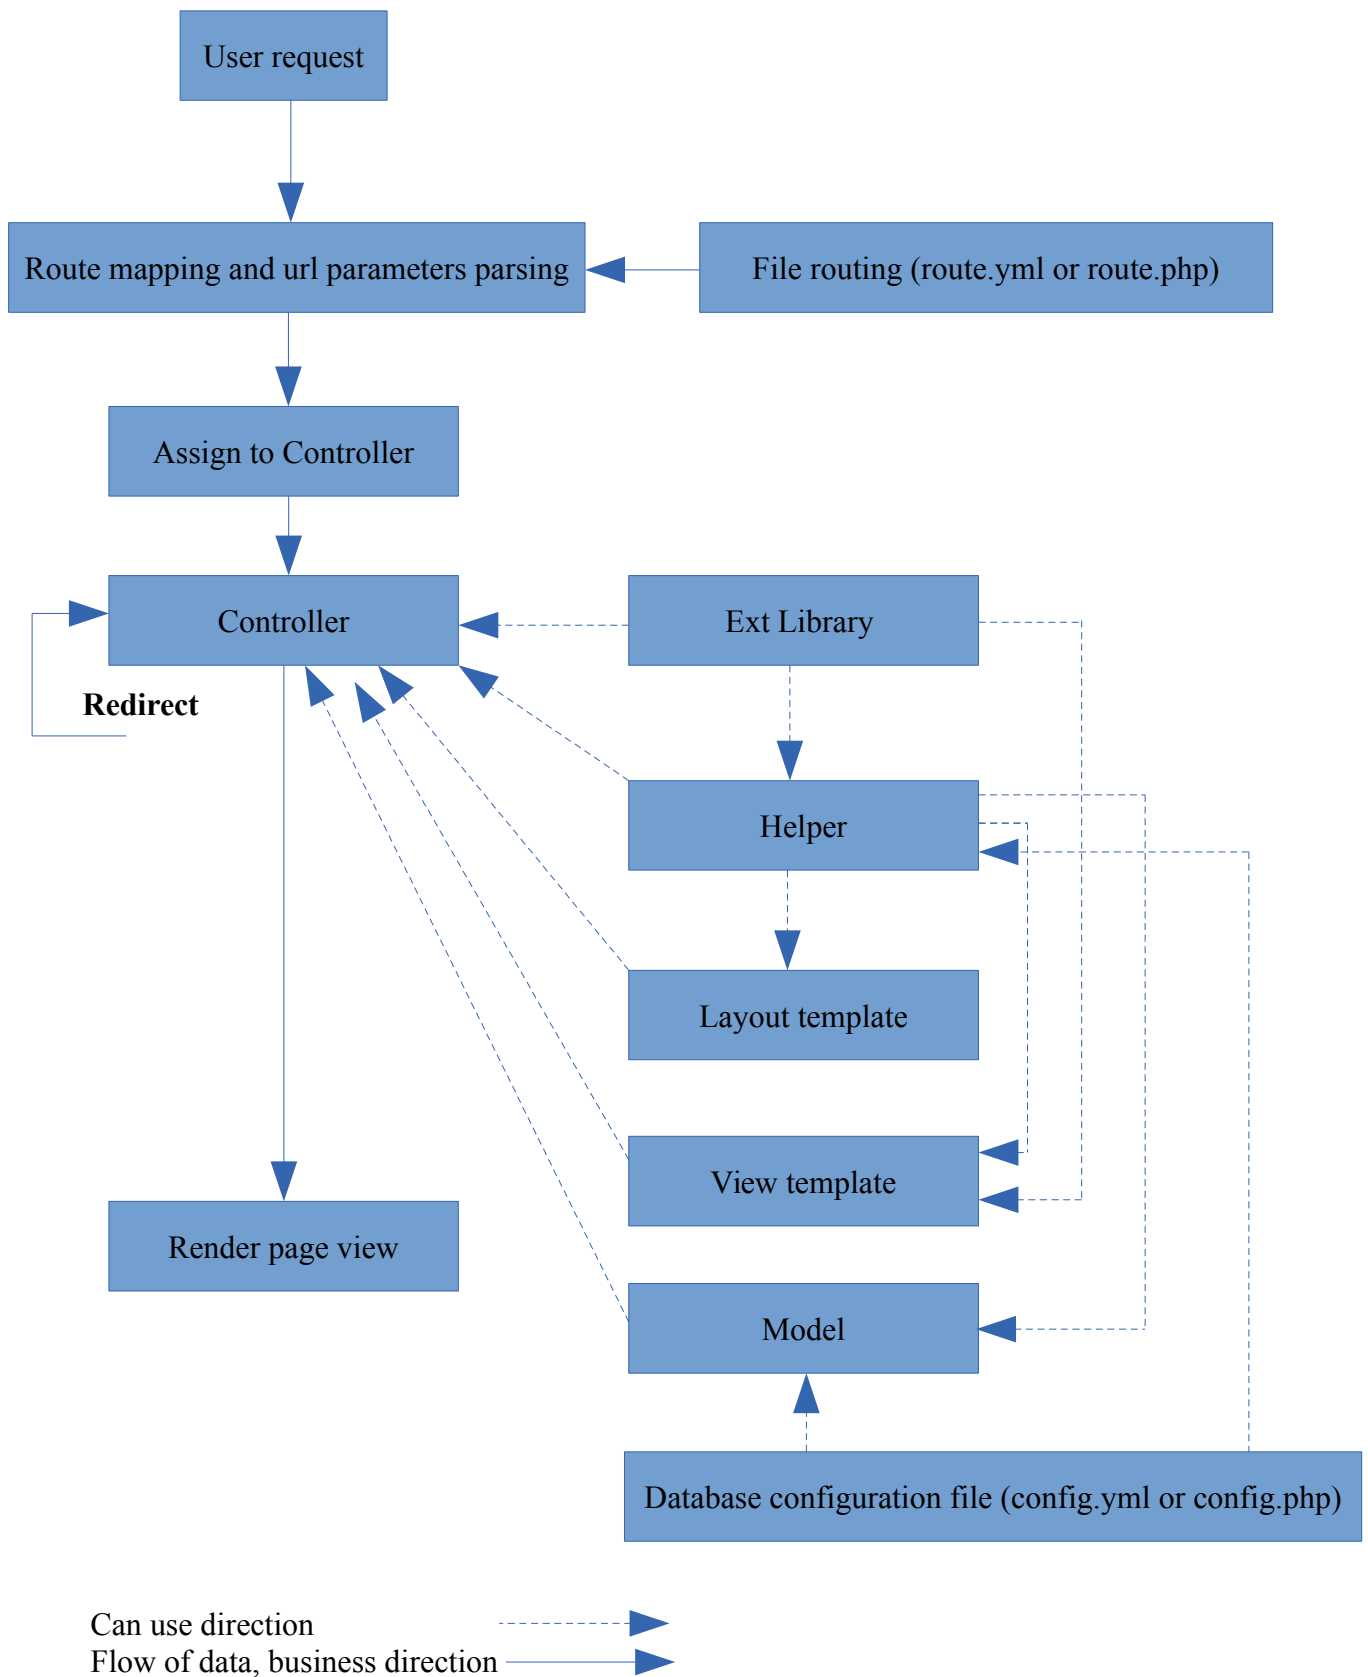 User request
Route mapping and url parameters parsing
File routing (route.yml or route.php)
Assign to Controller
Controller
Ext Library
Redirect
Helper
Layout template
View template
Render page view
Model
Database configuration file (config.yml or config.php)
Can use direction
Flow of data, business direction